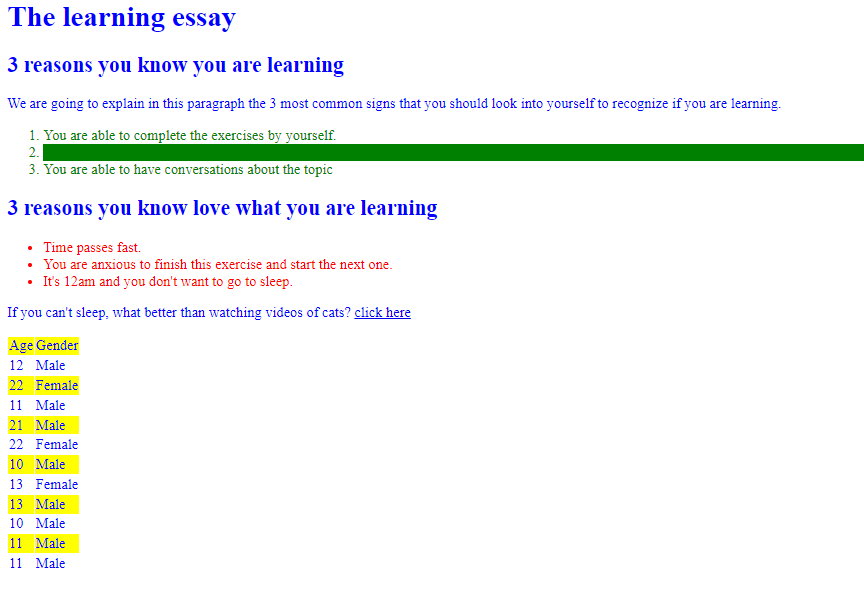 The learning essay
3 reasons you know you are learning
We are going to explain in this paragraph the 3 most common signs that you should look into yourself to recognize if you are learning.
1. You are able to complete the exercises by yourself.
2.
3. You are able to have conversations about the topic
3 reasons you know love what you are learning
• Time passes fast.
• You are anxious to finish this exercise and start the next one.
• It's 12am and you don't want to go to sleep.
If you can't sleep, what better than watching videos of cats? click here
Age Gender
12 Male
22 Female
11 Male
21 Male
22 Female
10 Male
13 Female
13 Male
10 Male
11 Male
11 Male